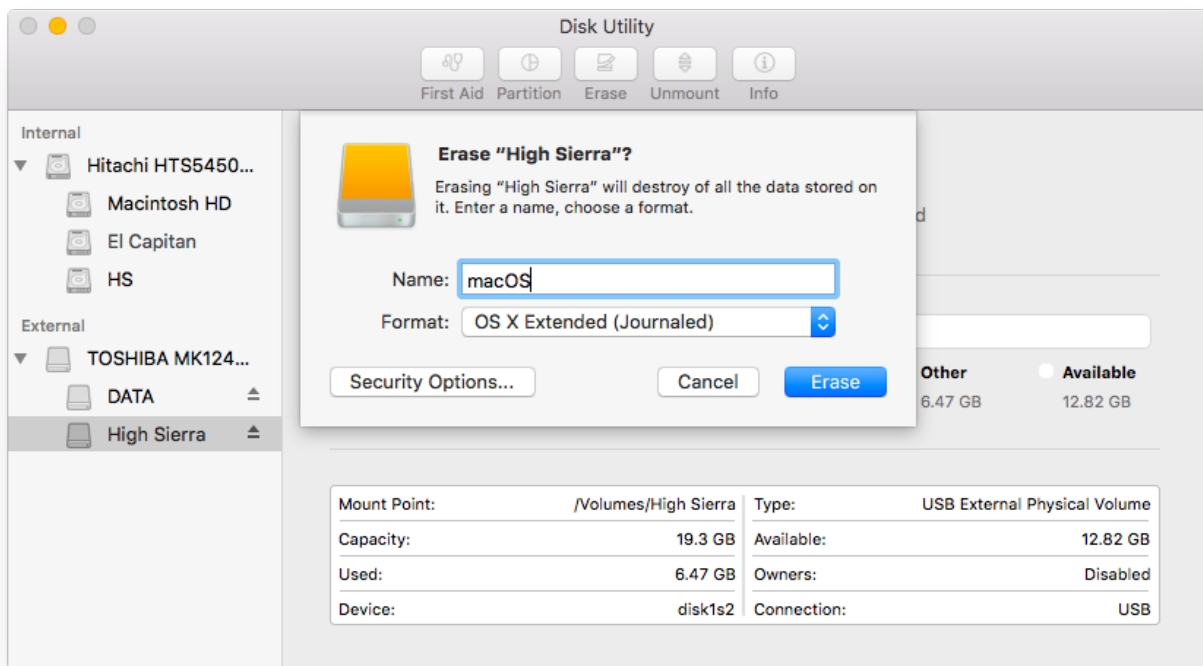 Disk Utility
First Aid
Partition
Erase
Unmount
Info
Internal
Hitachi HTS5450...
Macintosh HD
El Capitan
HS
External
TOSHIBA MK124...
DATA
High Sierra
Erase “High Sierra”?
Erasing “High Sierra” will destroy of all the data stored on
it. Enter a name, choose a format.
Name: macOS
Format: OS X Extended (Journaled)
Security Options...
Cancel
Erase
d
Other
6.47 GB
Available
12.82 GB
Mount Point: /Volumes/High Sierra
Type: USB External Physical Volume
Capacity: 19.3 GB
Available: 12.82 GB
Used: 6.47 GB
Owners: Disabled
Device: disk1s2
Connection: USB